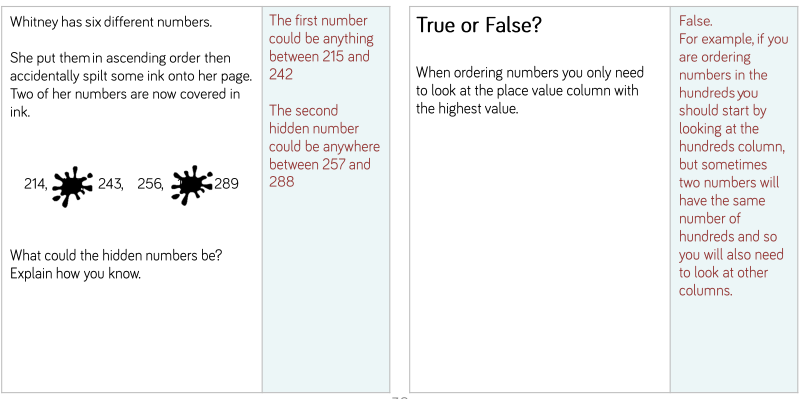 Whitney has six different numbers.
She put them in ascending order then
accidentally spilt some ink onto her page.
Two of her numbers are now covered in
ink.
214, 243, 256, 289
What could the hidden numbers be?
Explain how you know.
The first number
could be anything
between 215 and
242
The second
hidden number
could be anywhere
between 257 and
288
True or False?
When ordering numbers you only need
to look at the place value column with
the highest value.
False.
For example, if you
are ordering
numbers in the
hundreds you
should start by
looking at the
hundreds column,
but sometimes
two numbers will
have the same
number of
hundreds and so
you will also need
to look at other
columns.